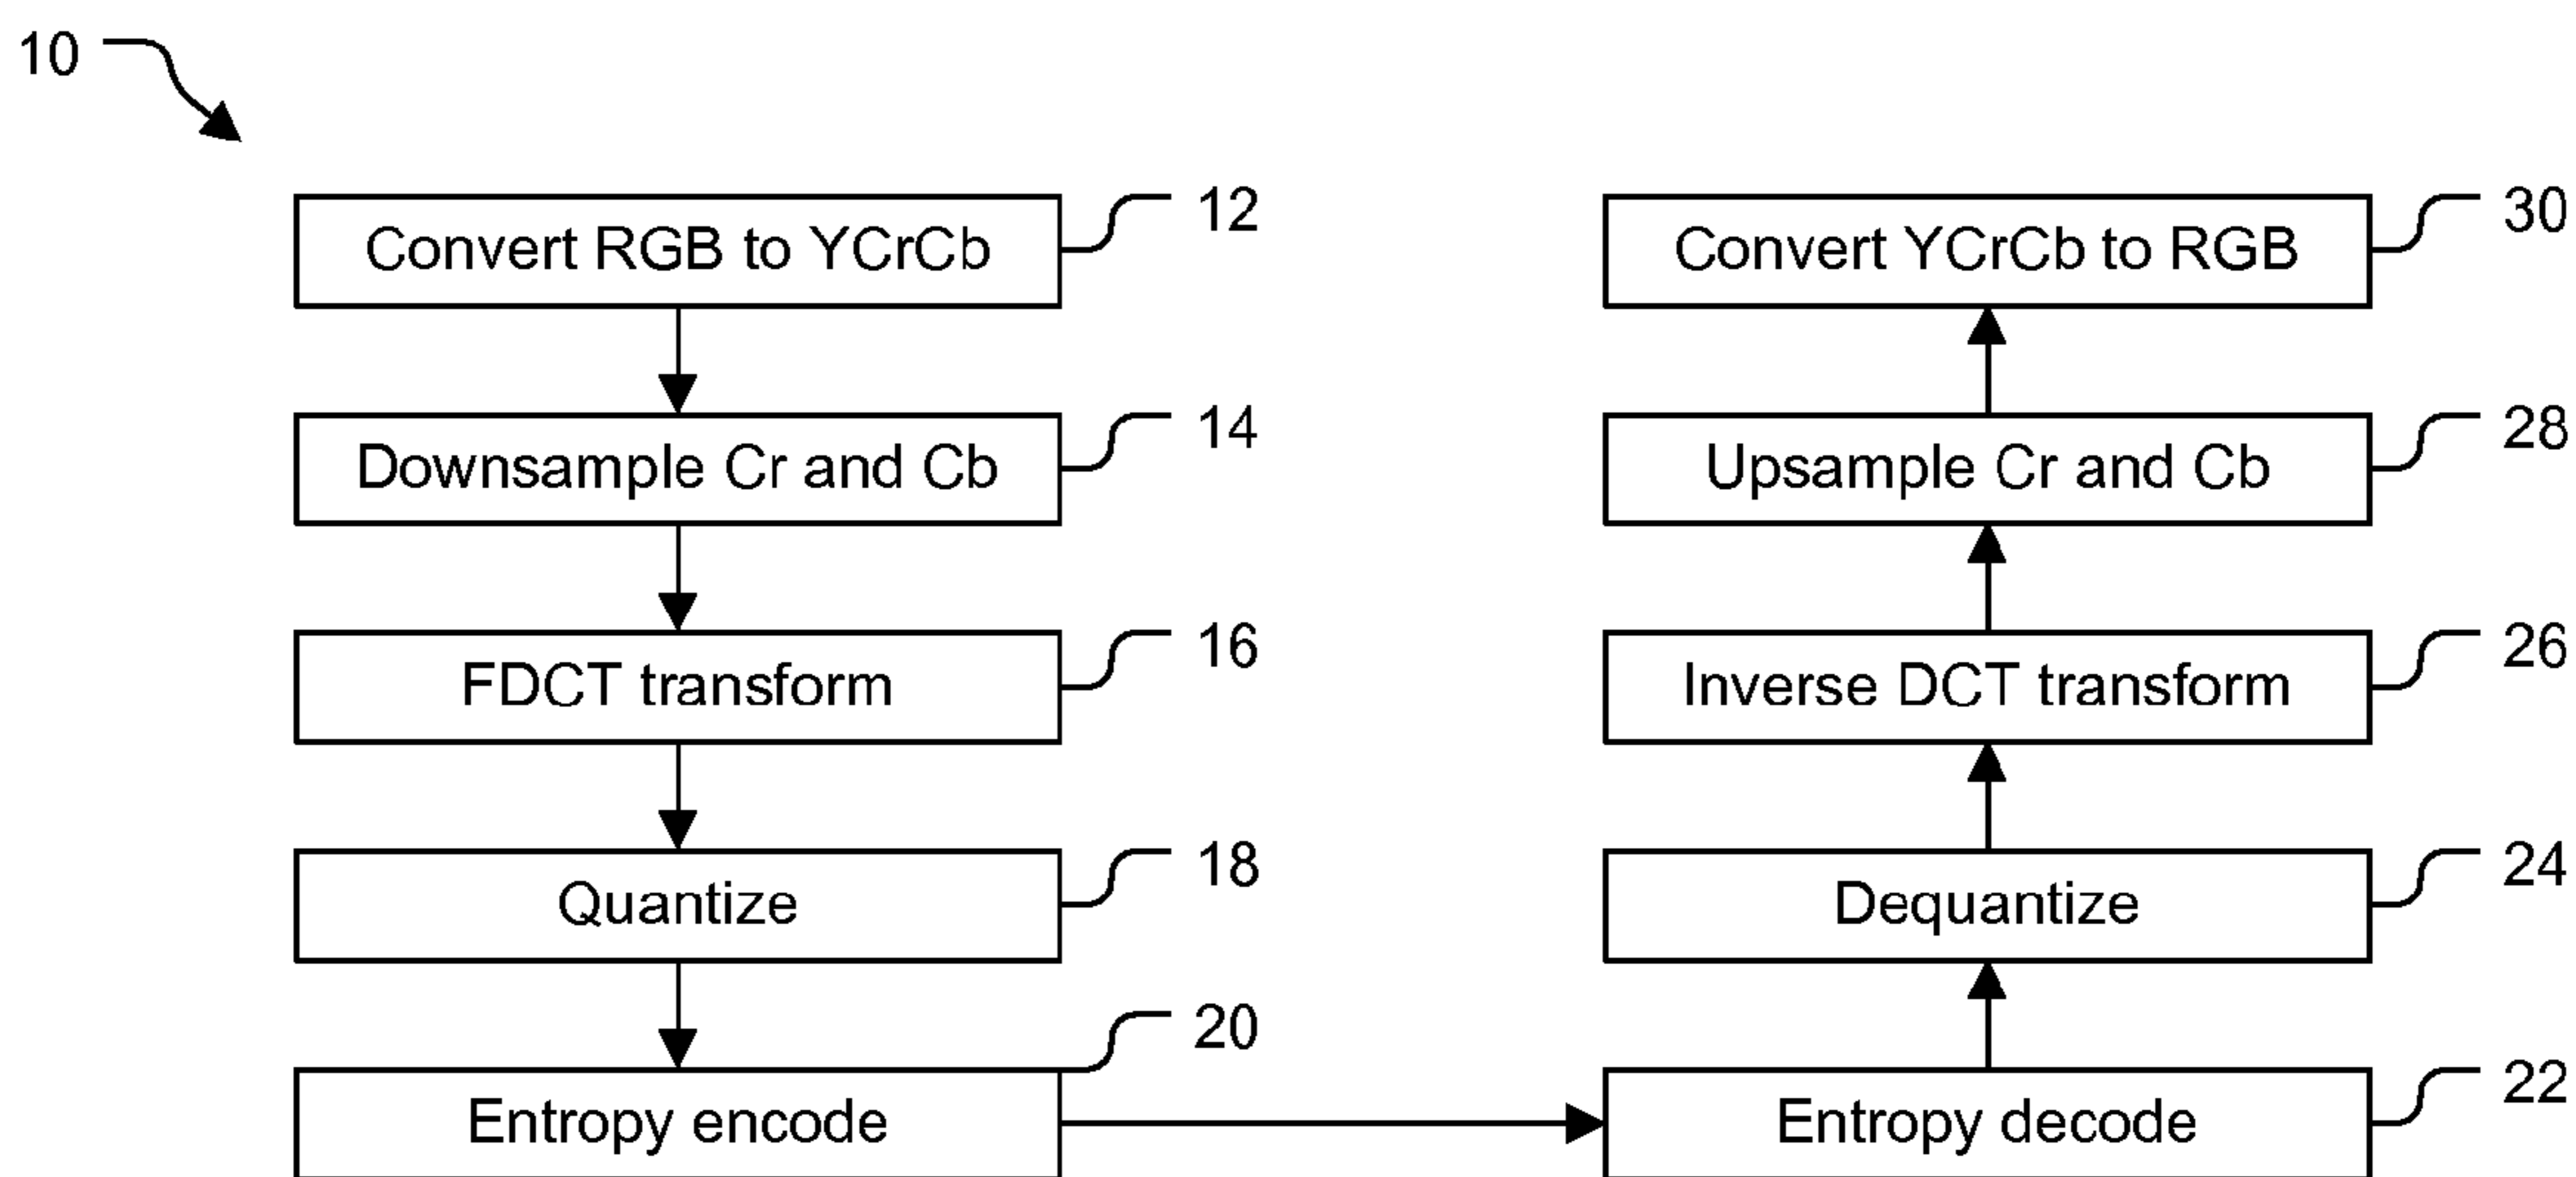 10
Convert RGB to YCrCb
12
Downsample Cr and Cb
14
FDCT transform
16
Quantize
18
Entropy encode
20
Convert YCrCb to RGB
30
Upsample Cr and Cb
28
Inverse DCT transform
26
Dequantize
24
Entropy decode
22